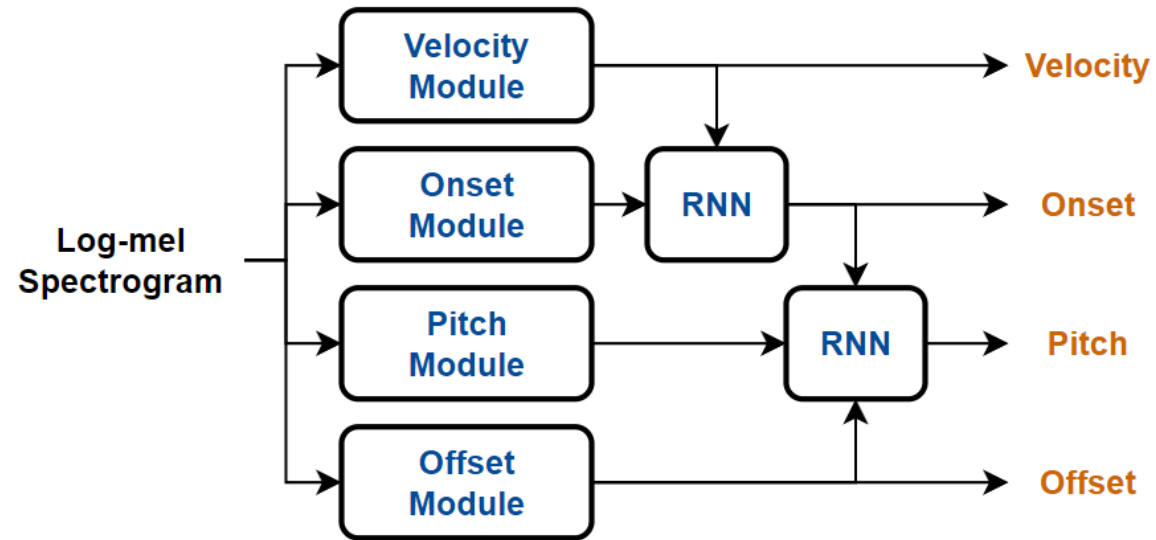 Velocity
Module
Velocity
Onset
Module
RNN
Onset
Log-mel
Spectrogram
Pitch
Module
RNN
Pitch
Offset
Module
Offset